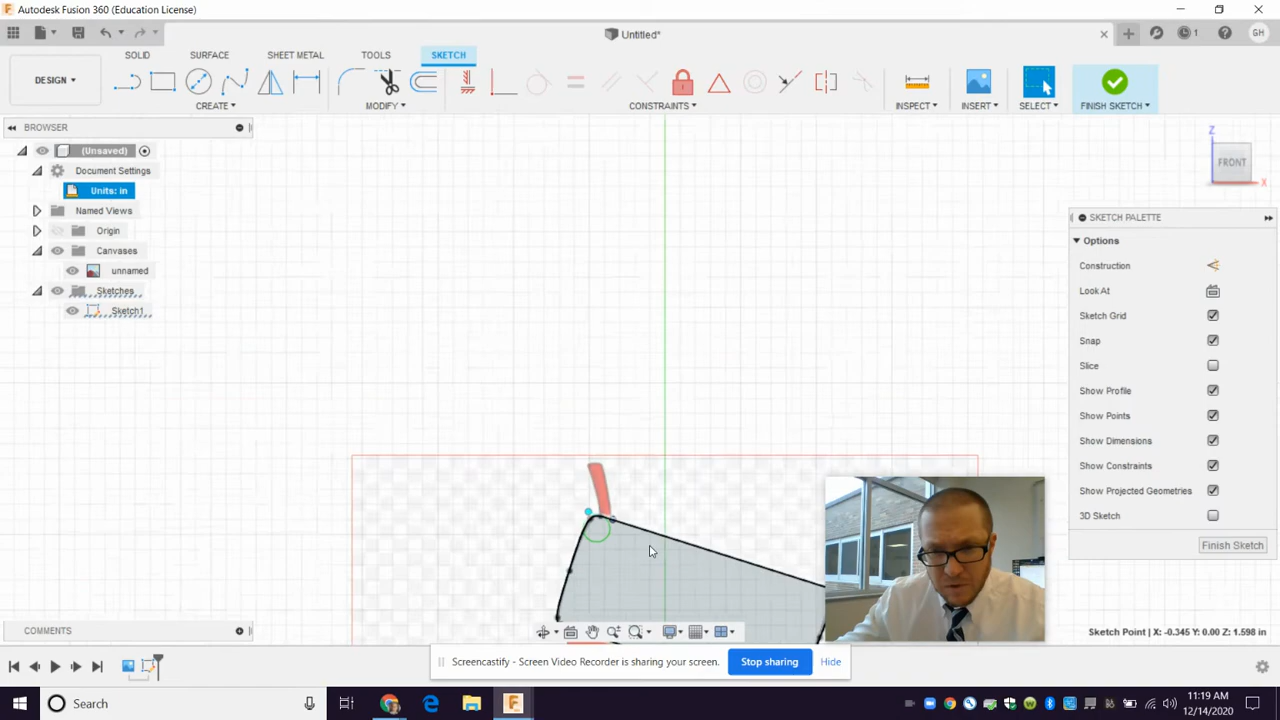 Autodesk Fusion 360 (Education License)
Untitled*
1
GH
SOLID
SURFACE
SHEET METAL
TOOLS
SKETCH
DESIGN
CREATE
MODIFY
CONSTRAINTS
INSPECT
INSERT
SELECT
FINISH SKETCH
BROWSER
(Unsaved)
Document Settings
Units: in
Named Views
Origin
Canvases
unnamed
Sketches
Sketch1
Z
FRONT
X
SKETCH PALETTE
Options
Construction
Look At
Sketch Grid
Snap
Slice
Show Profile
Show Points
Show Dimensions
Show Constraints
Show Projected Geometries
3D Sketch
Finish Sketch
COMMENTS
Sketch Point | X: -0.345 Y: 0.00 Z: 1.598 in
Screencastify - Screen Video Recorder is sharing your screen.
Stop sharing
Hide
Search
11:19 AM
12/14/2020